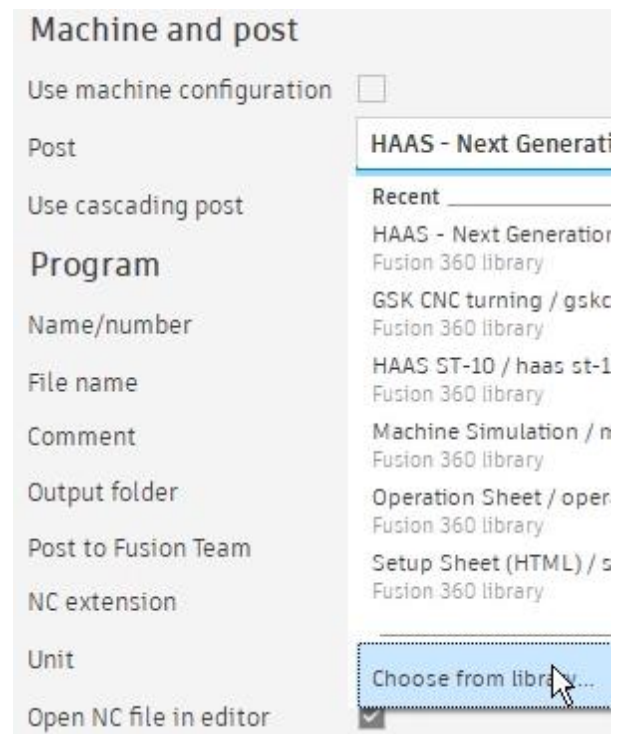 Machine and post
Use machine configuration
Post
HAAS - Next Generati
Use cascading post
Recent
HAAS - Next Generation
Fusion 360 library
GSK CNC turning / gskc
Fusion 360 library
HAAS ST-10 / haas st-1
Fusion 360 library
Machine Simulation / m
Fusion 360 library
Operation Sheet / oper
Fusion 360 library
Setup Sheet (HTML) / s
Fusion 360 library
Choose from library...
Program
Name/number
File name
Comment
Output folder
Post to Fusion Team
NC extension
Unit
Open NC file in editor